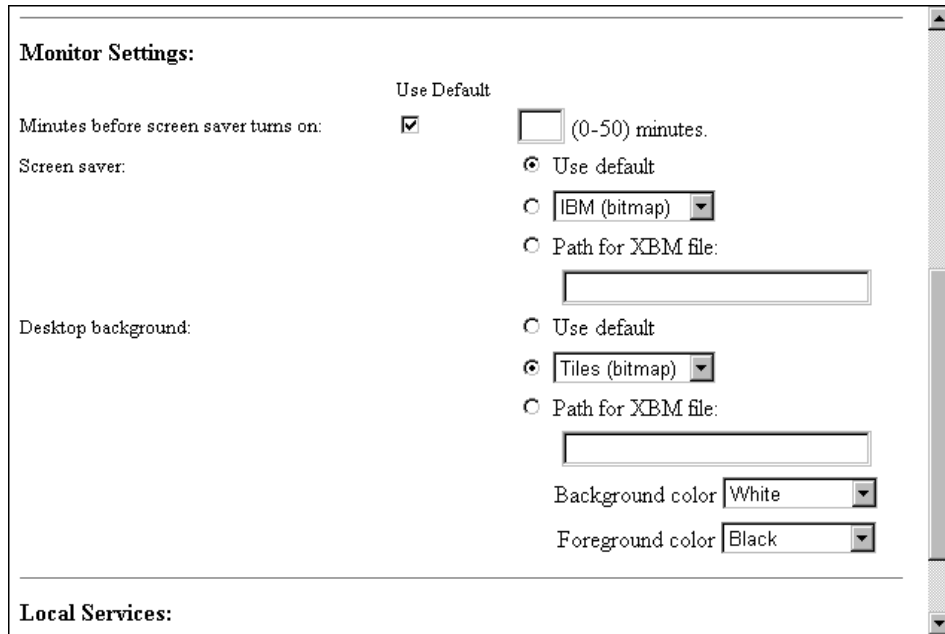 Monitor Settings:
Use Default
Minutes before screen saver turns on: (0-50) minutes.
Screen saver: Use default
IBM (bitmap)
Path for XBM file:
Desktop background: Use default
Tiles (bitmap)
Path for XBM file:
Background color White
Foreground color Black
Local Services: